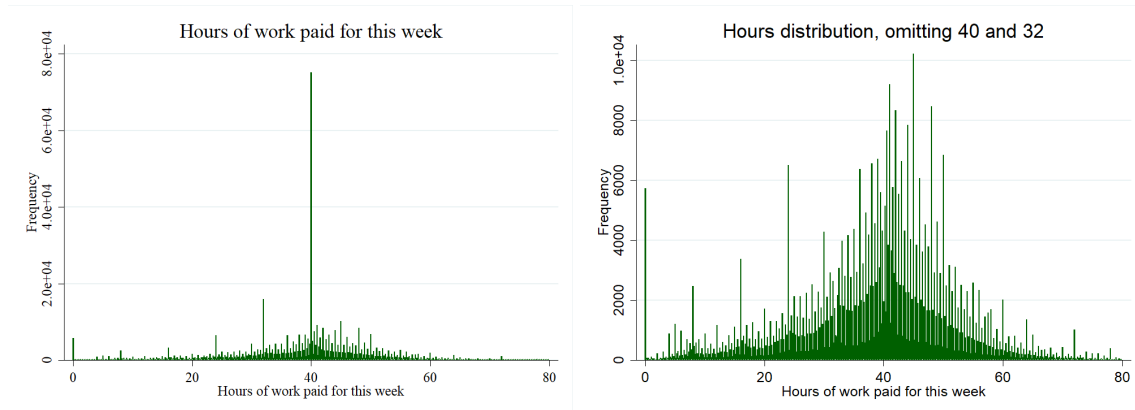 Hours of work paid for this week
Frequency
8.0e+04
6.0e+04
4.0e+04
2.0e+04
0
0 20 40 60 80
Hours of work paid for this week
Hours distribution, omitting 40 and 32
Frequency
1.0e+04
8000
6000
4000
2000
0
0 20 40 60 80
Hours of work paid for this week